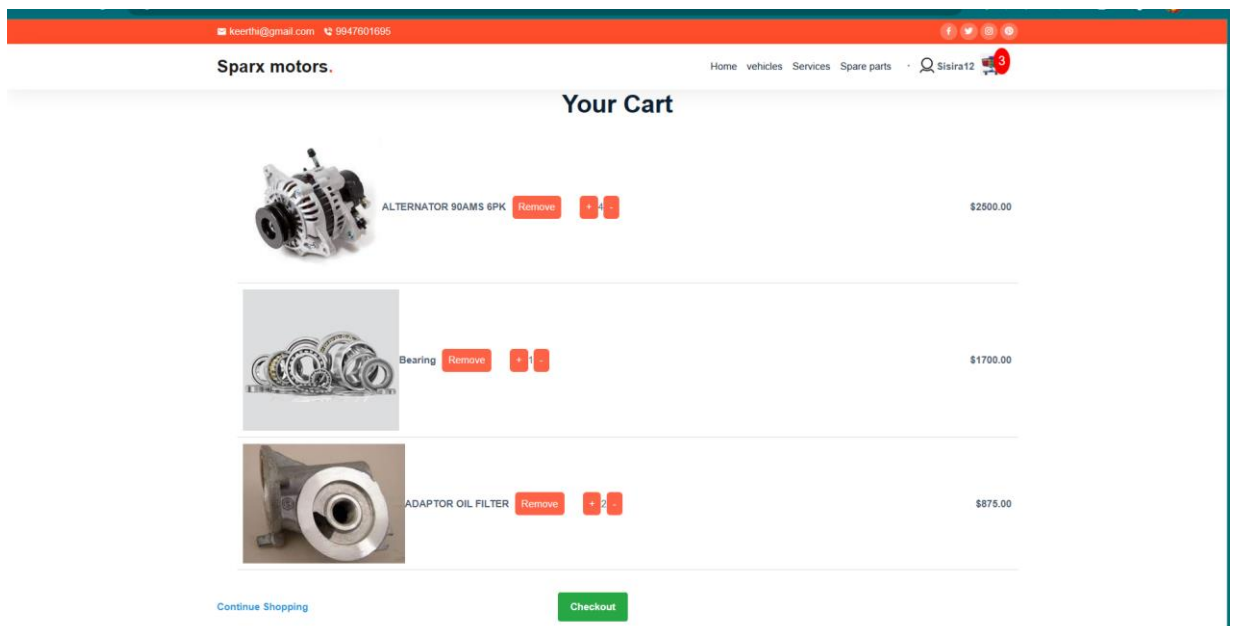 keerthi@gmail.com 9947601695
Sparx motors. Home vehicles Services Spare parts Sisira12 3
Your Cart
ALTERNATOR 90AMS 6PK Remove + 4 - $2500.00
Bearing Remove + 1 - $1700.00
ADAPTOR OIL FILTER Remove + 2 - $875.00
Continue Shopping Checkout